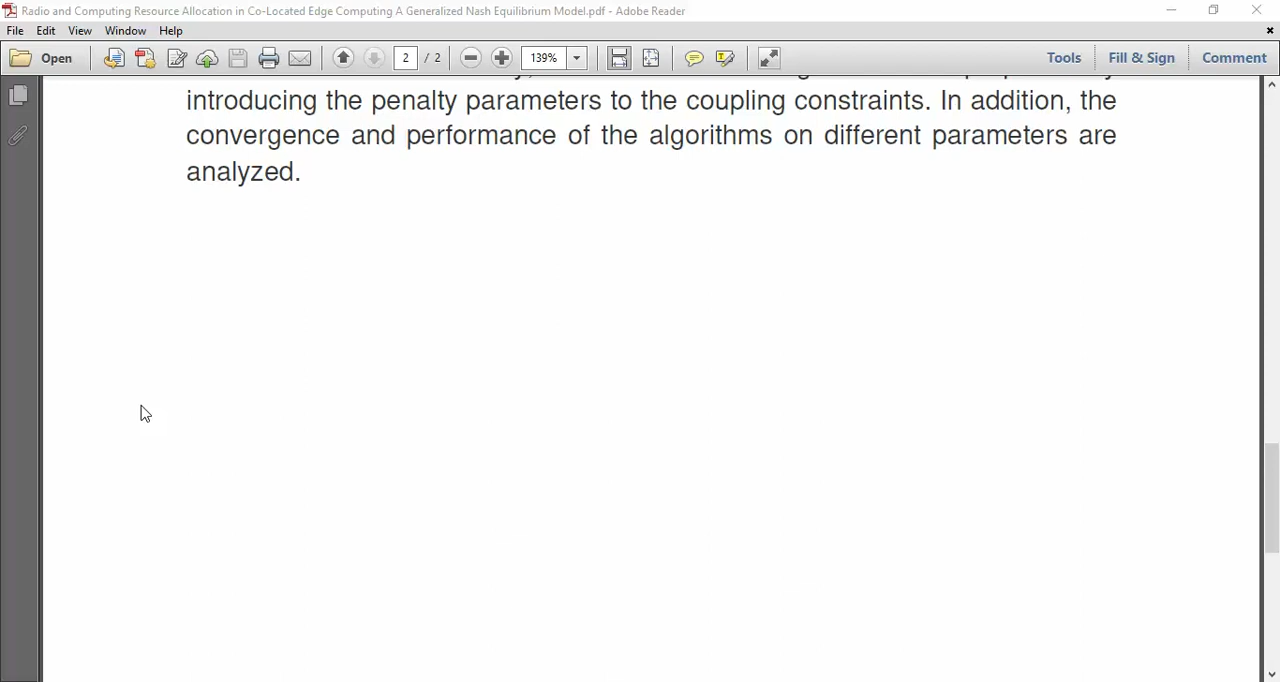 Radio and Computing Resource Allocation in Co-Located Edge Computing A Generalized Nash Equilibrium Model.pdf - Adobe Reader
File Edit View Window Help
Open 2 / 2 139% Tools Fill & Sign Comment
introducing the penalty parameters to the coupling constraints. In addition, the
convergence and performance of the algorithms on different parameters are
analyzed.